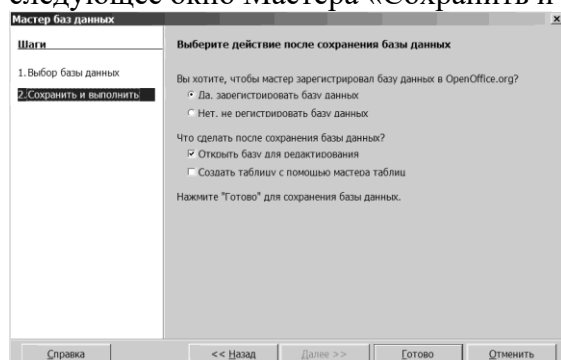 следующее окно Мастера «Сохранить и
Мастер баз данных
Шаги
1. Выбор базы данных
2. Сохранить и выполнить
Выберите действие после сохранения базы данных
Вы хотите, чтобы мастер зарегистрировал базу данных в OpenOffice.org?
Да, зарегистрировать базу данных
Нет, не регистрировать базу данных
Что сделать после сохранения базы данных?
Открыть базу для редактирования
Создать таблицу с помощью мастера таблиц
Нажмите "Готово" для сохранения базы данных.
Справка
<< Назад
Далее >>
Готово
Отменить